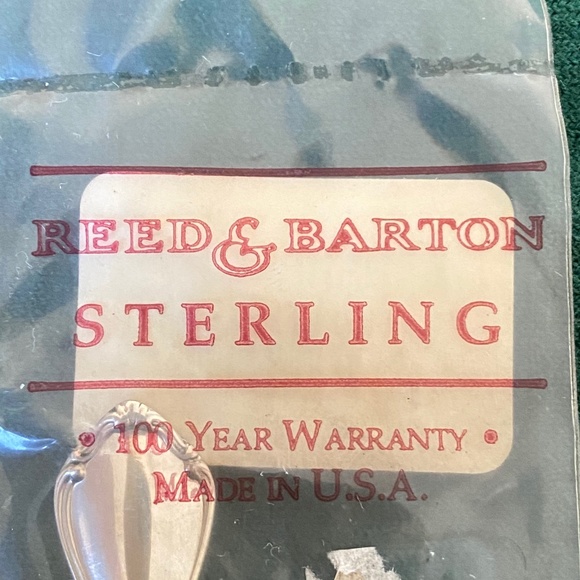 REED & BARTON
STERLING
• 100 YEAR WARRANTY •
MADE IN U.S.A.